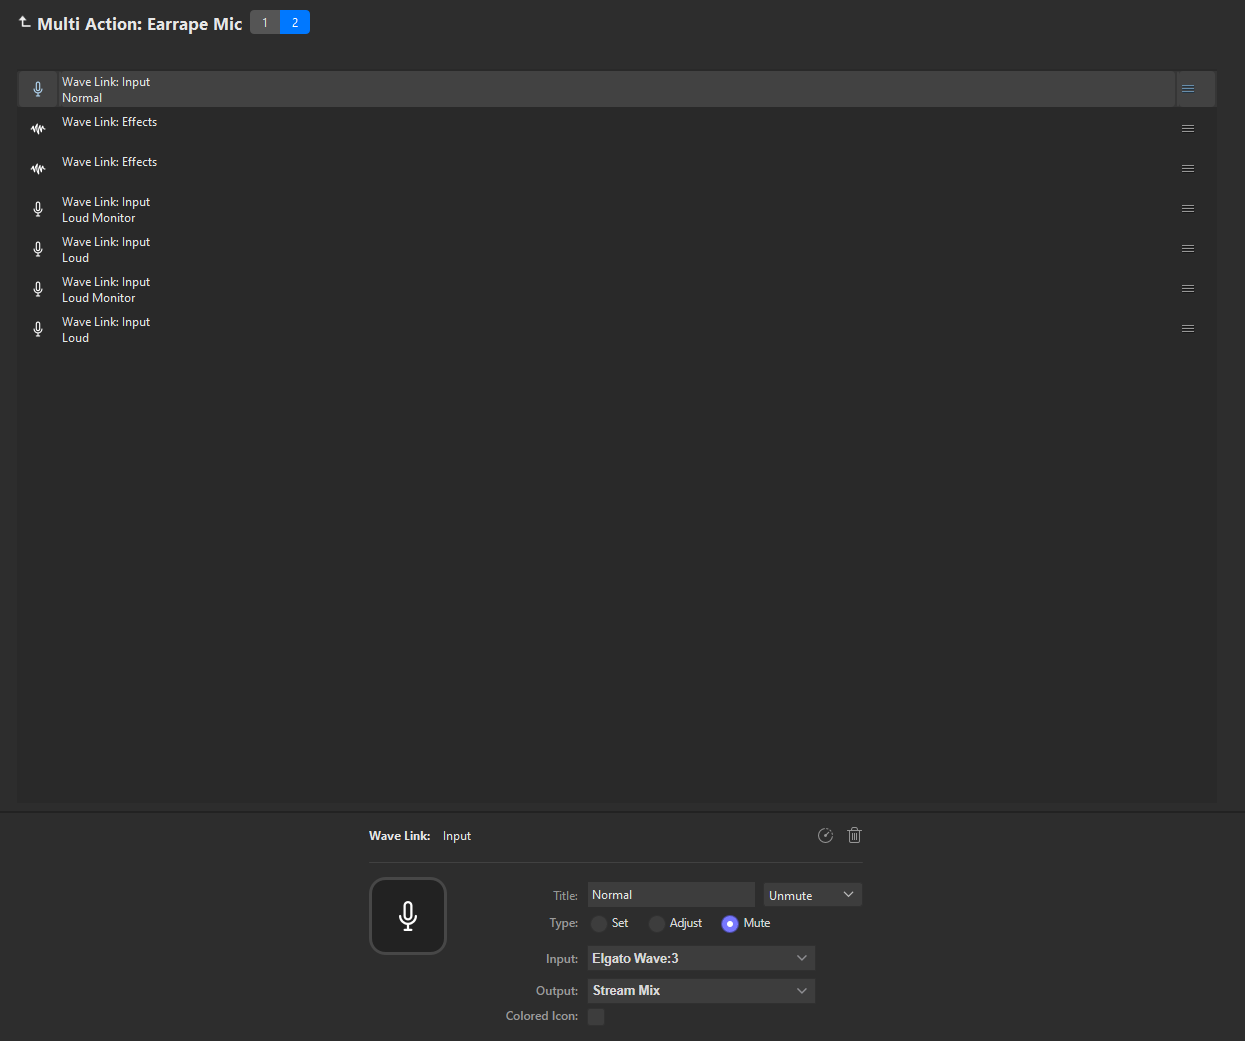 Multi Action: Earrape Mic 1 2
Wave Link: Input
Normal
Wave Link: Effects
Wave Link: Effects
Wave Link: Input
Loud Monitor
Wave Link: Input
Loud
Wave Link: Input
Loud Monitor
Wave Link: Input
Loud
Wave Link: Input
Title: Normal Unmute
Type: Set Adjust Mute
Input: Elgato Wave:3
Output: Stream Mix
Colored Icon: